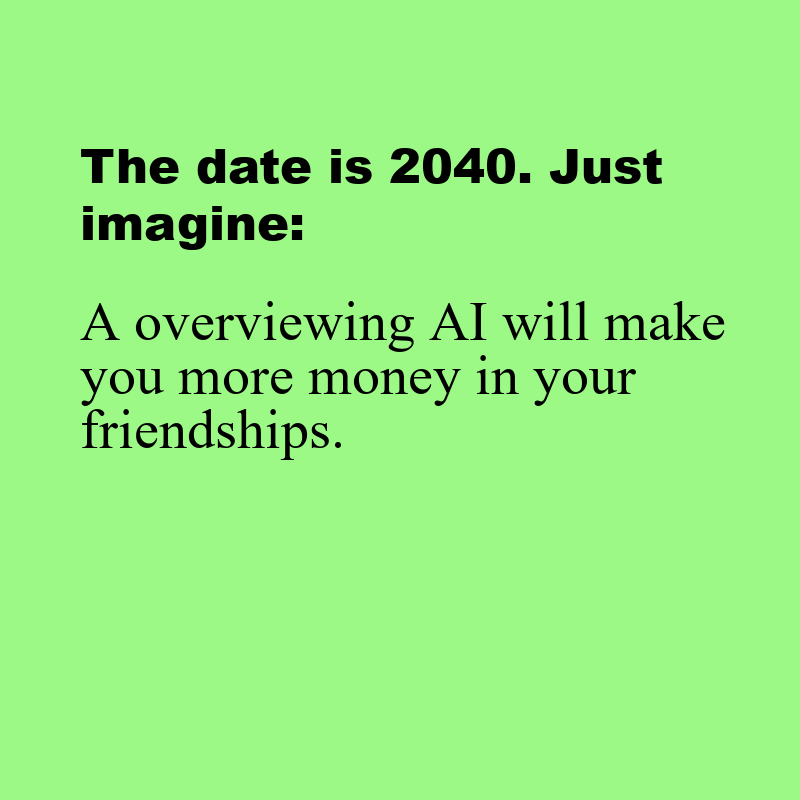 The date is 2040. Just
imagine:
A overviewing AI will make
you more money in your
friendships.